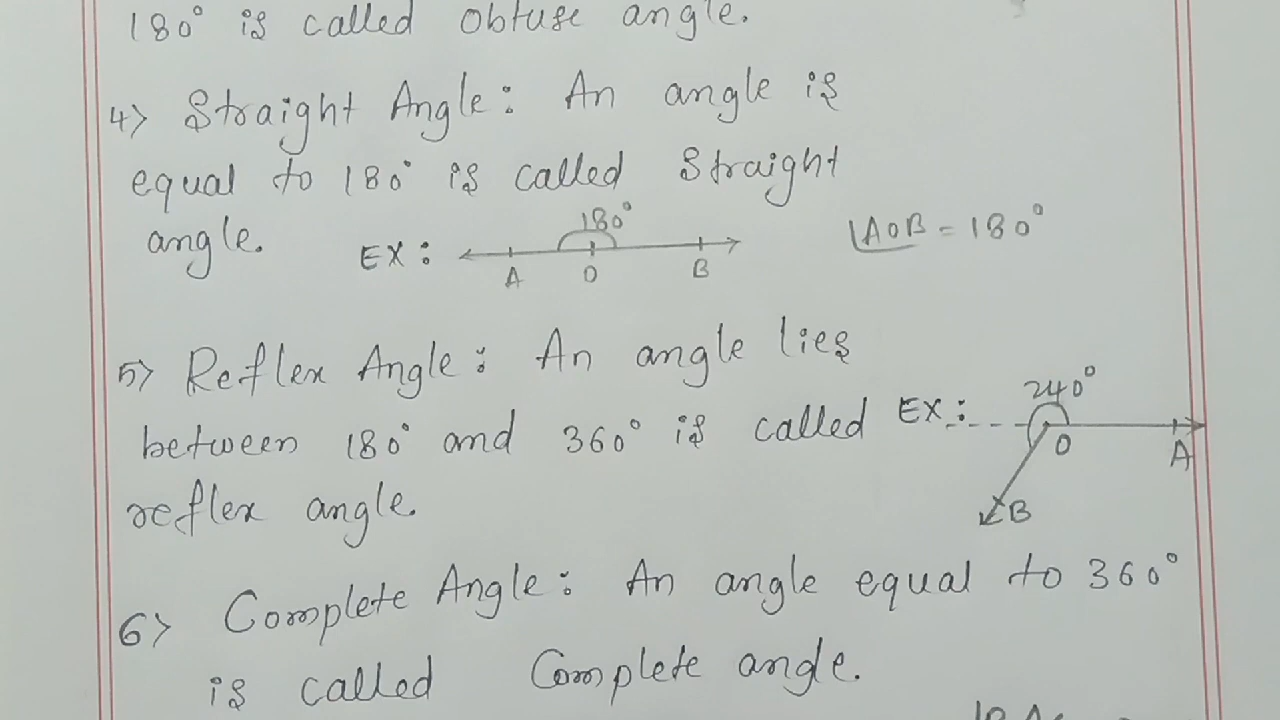 180° is called obtuse angle.
4> Straight Angle: An angle is
equal to 180° is called Straight
angle. EX: 180° ∠AOB = 180°
A O B
5> Reflex Angle: An angle lies
240°
between 180° and 360° is called EX:
O A
reflex angle. B
6> Complete Angle: An angle equal to 360°
is called Complete angle.